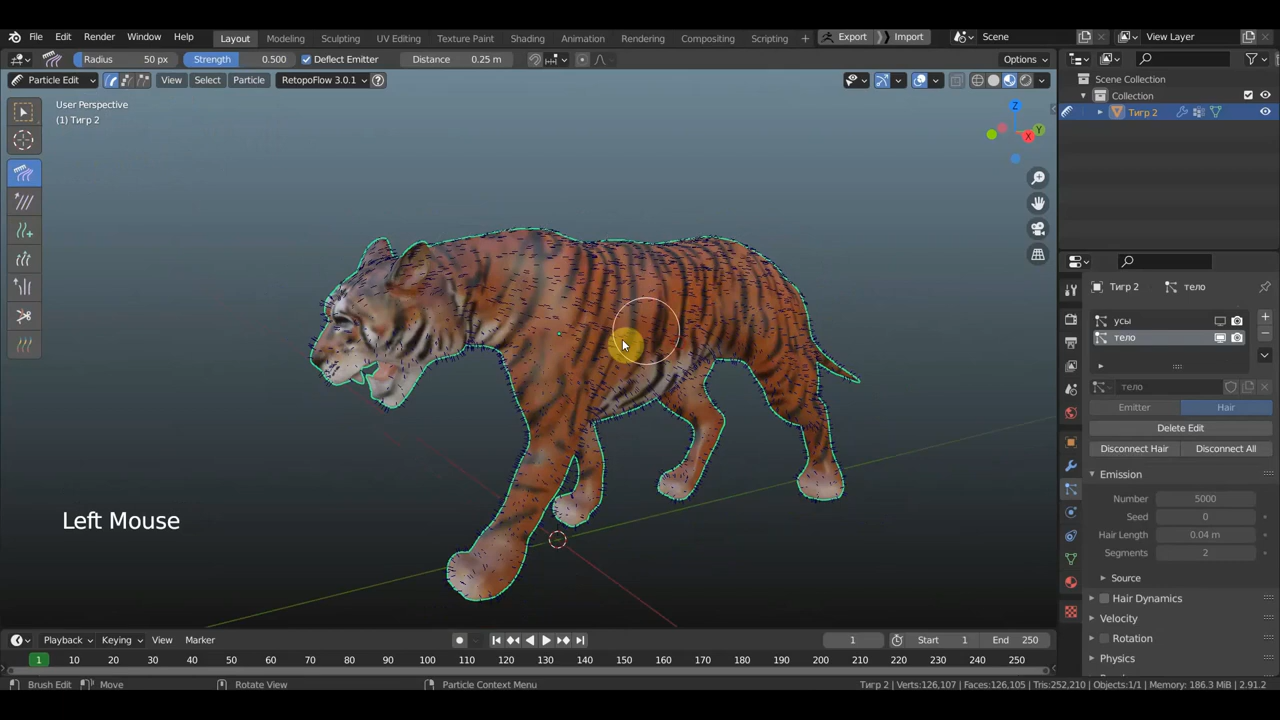 File Edit Render Window Help Layout Modeling Sculpting UV Editing Texture Paint Shading Animation Rendering Compositing Scripting + Export Import Scene View Layer
Radius 50 px Strength 0.500 Deflect Emitter Distance 0.25 m Options
Particle Edit View Select Particle RetopoFlow 3.0.1
Scene Collection
Collection
Тигр 2
User Perspective
(1) Тигр 2
Z
Y
X
Тигр 2 тело
усы
тело
тело
Emitter Hair
Delete Edit
Disconnect Hair Disconnect All
Emission
Number 5000
Seed 0
Hair Length 0.04 m
Segments 2
Source
Hair Dynamics
Velocity
Rotation
Physics
Left Mouse
Playback Keying View Marker 1 Start 1 End 250
1 10 20 30 40 50 60 70 80 90 100 110 120 130 140 150 160 170 180 190 200 210 220 230 240 250
Brush Edit Move Rotate View Particle Context Menu Тигр 2 | Verts:126,107 | Faces:126,105 | Tris:252,210 | Objects:1/1 | Memory: 186.3 MiB | 2.91.2